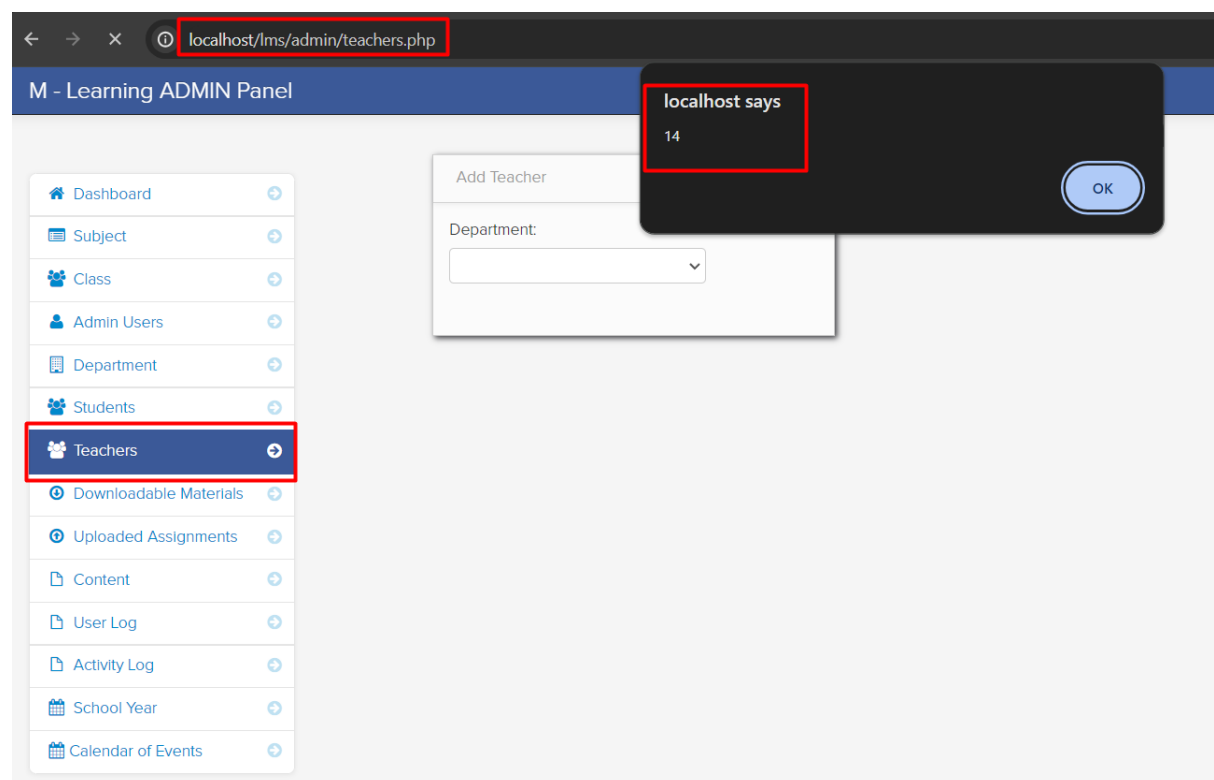 localhost/lms/admin/teachers.php
M - Learning ADMIN Panel
localhost says
14
OK
Add Teacher
Department:
Dashboard
Subject
Class
Admin Users
Department
Students
Teachers
Downloadable Materials
Uploaded Assignments
Content
User Log
Activity Log
School Year
Calendar of Events